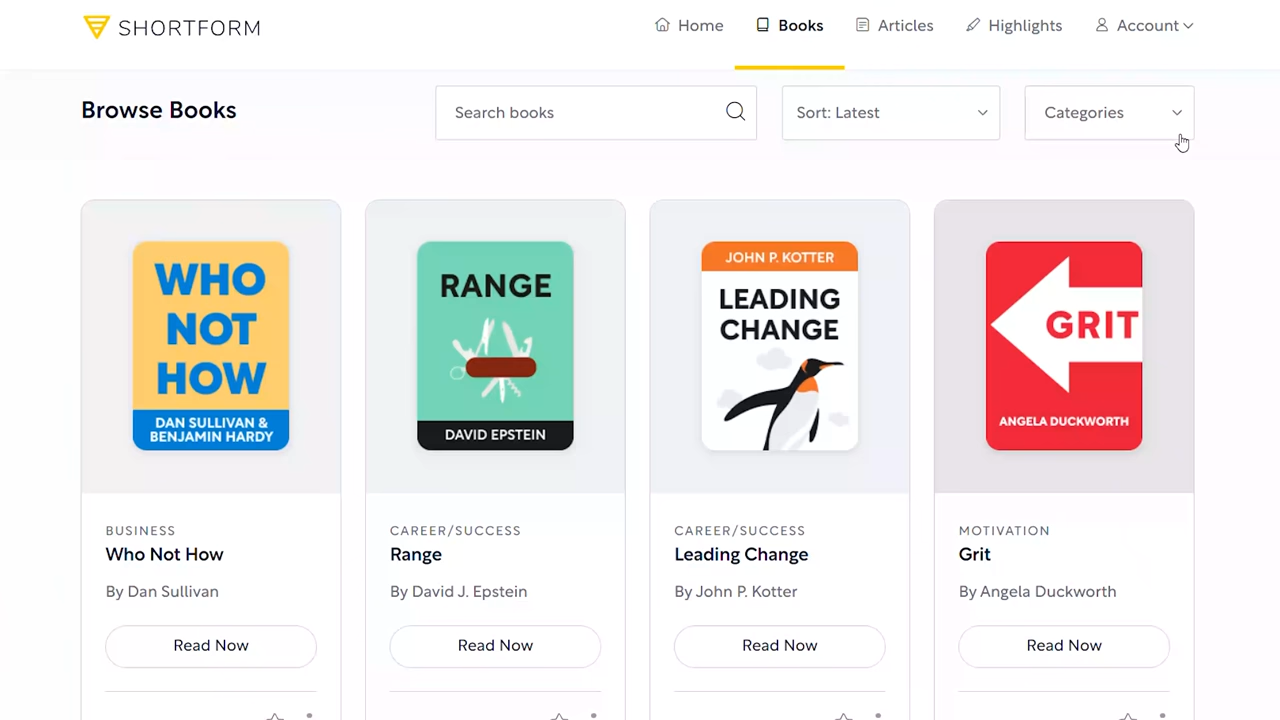 SHORTFORM
Home
Books
Articles
Highlights
Account
Browse Books
Search books
Sort: Latest
Categories
WHO
NOT
HOW
DAN SULLIVAN &
BENJAMIN HARDY
RANGE
DAVID EPSTEIN
JOHN P. KOTTER
LEADING
CHANGE
GRIT
ANGELA DUCKWORTH
BUSINESS
Who Not How
By Dan Sullivan
Read Now
CAREER/SUCCESS
Range
By David J. Epstein
Read Now
CAREER/SUCCESS
Leading Change
By John P. Kotter
Read Now
MOTIVATION
Grit
By Angela Duckworth
Read Now